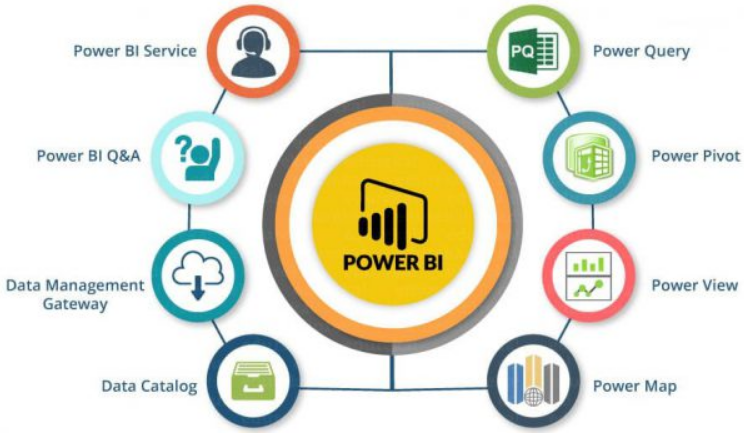 Power BI Service
PQ
Power Query
Power BI Q&A
?
Power Pivot
POWER BI
Data Management
Gateway
Power View
Data Catalog
Power Map